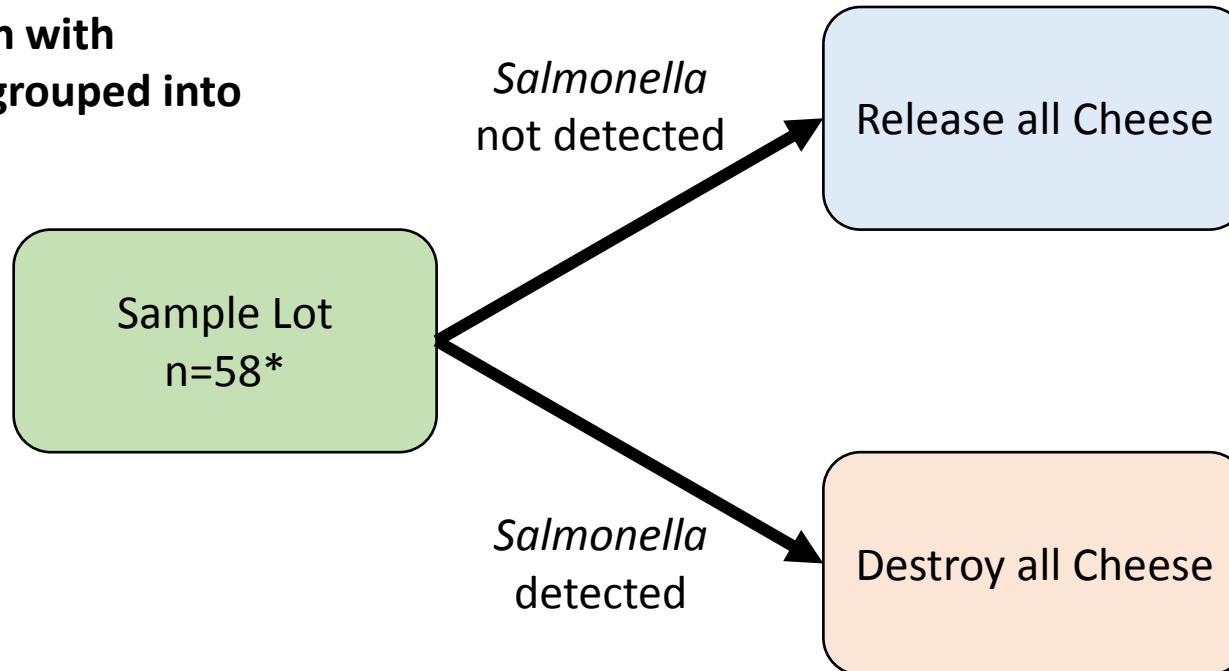 with
grouped into
Salmonella
not detected
Release all Cheese
Sample Lot
n=58*
Salmonella
detected
Destroy all Cheese